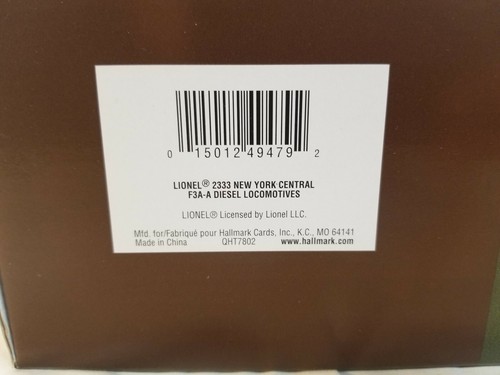 0 15012 49479 2
LIONEL® 2333 NEW YORK CENTRAL
F3A-A DIESEL LOCOMOTIVES
LIONEL® Licensed by Lionel LLC.
Mfd. for/Fabriqué pour Hallmark Cards, Inc., K.C., MO 64141
Made in China QHT7802 www.hallmark.com